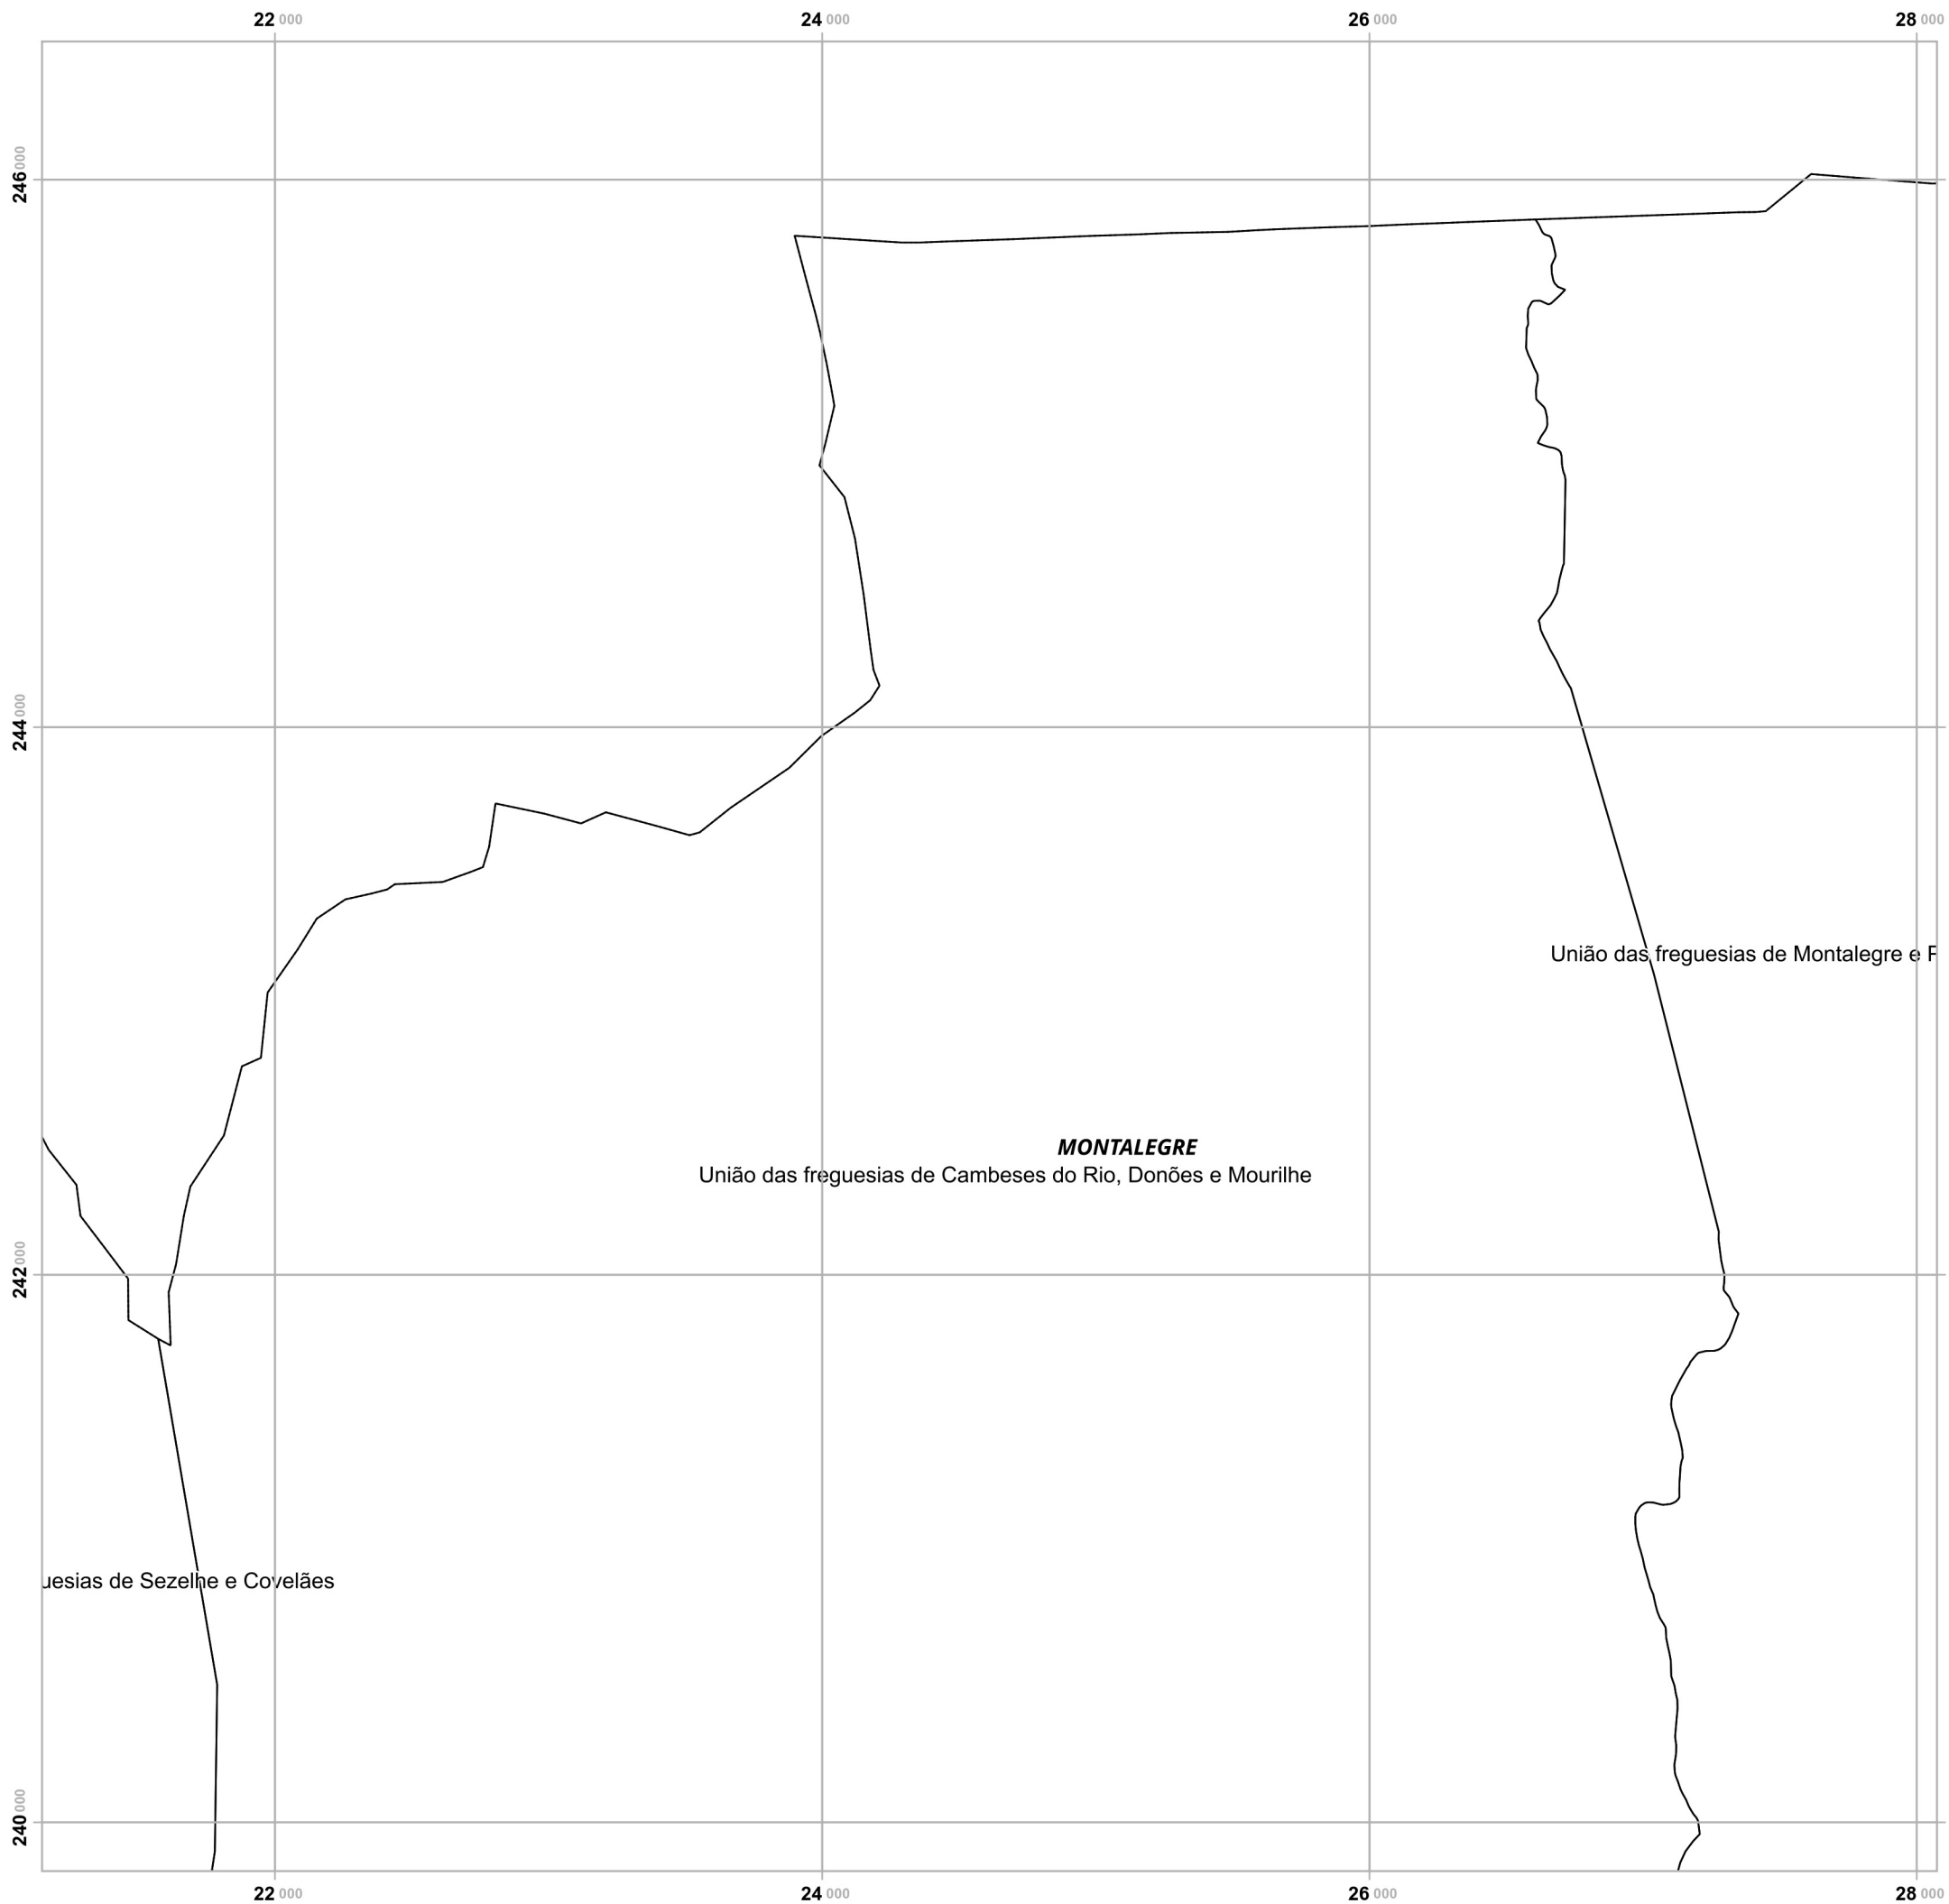 22 000 24 000 26 000 28 000
246 000
244 000
União das freguesias de Montalegre e
MONTALEGRE
União das freguesias de Cambeses do Rio, Donões e Mourilhe
242 000
uesias de Sezelhe e Covelães
240 000
22 000 24 000 26 000 28 000